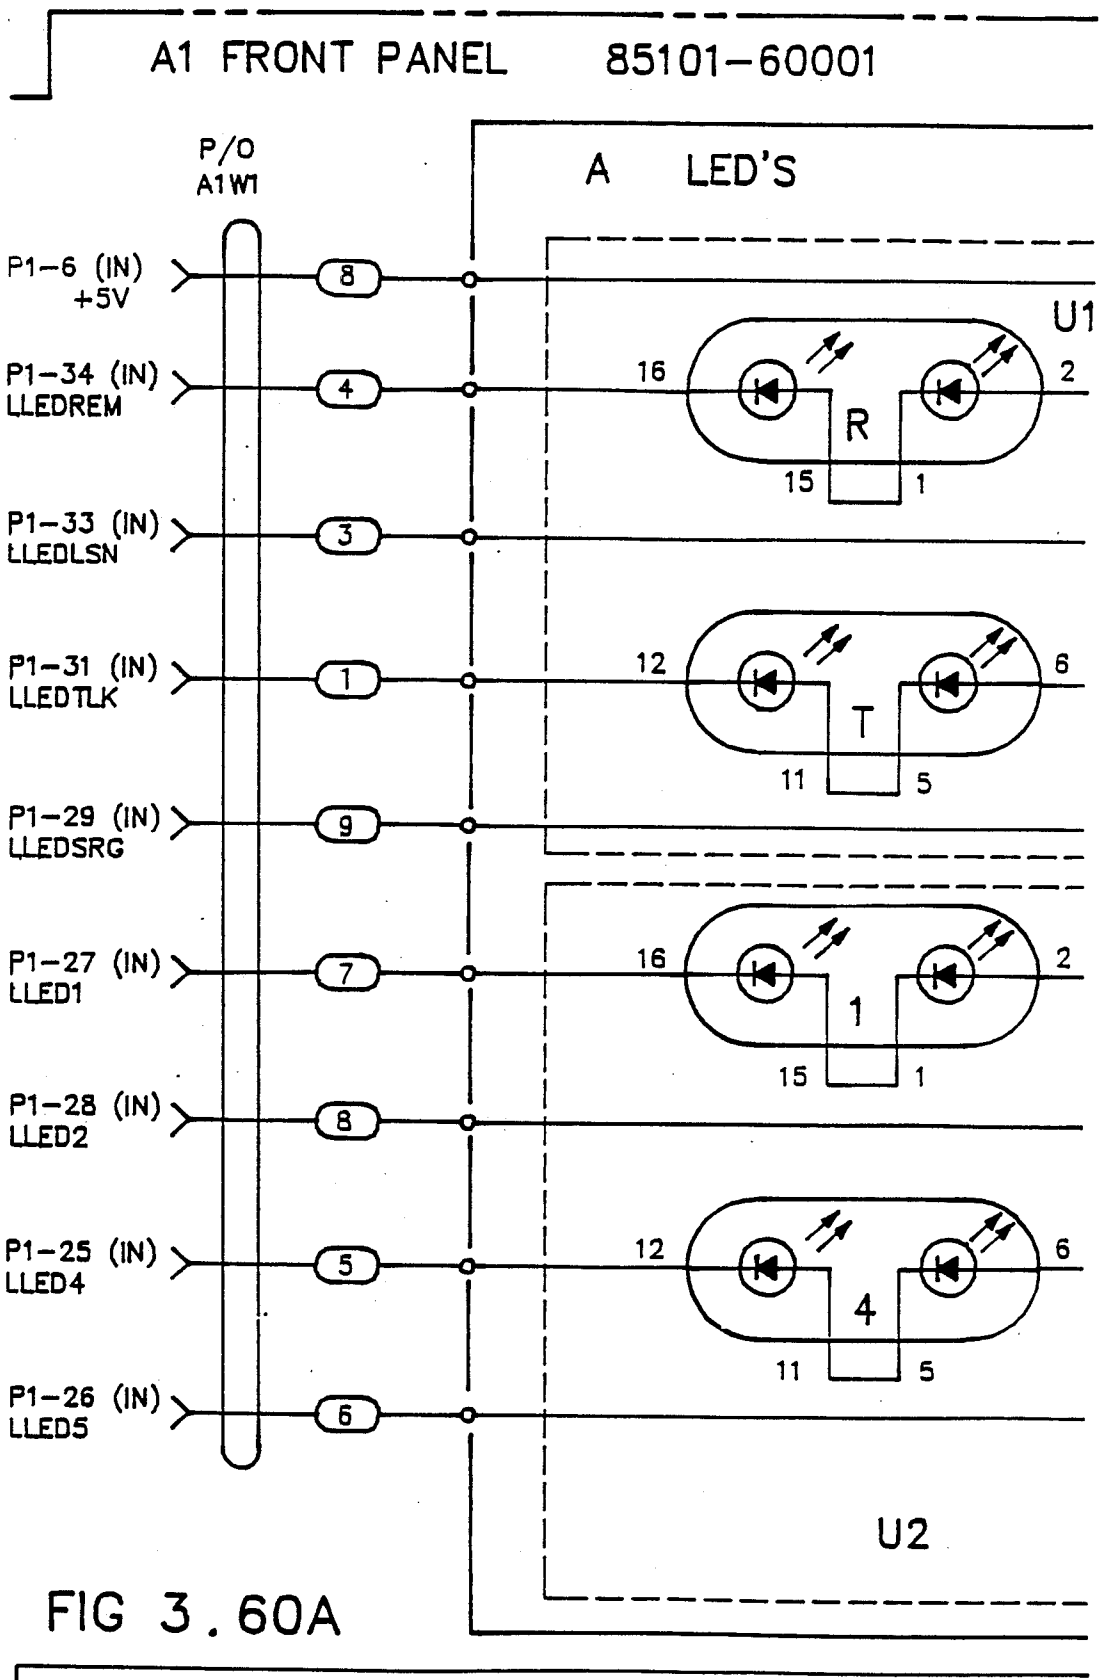 A1 FRONT PANEL 85101-60001
P/O
A1W1
A LED'S
P1-6 (IN)
+5V
8
U1
P1-34 (IN)
LLEDREM
4
16
2
R
15
1
P1-33 (IN)
LLEDLSN
3
P1-31 (IN)
LLEDTLK
1
12
6
T
11
5
P1-29 (IN)
LLEDSRG
9
P1-27 (IN)
LLED1
7
16
2
1
15
1
P1-28 (IN)
LLED2
8
P1-25 (IN)
LLED4
5
12
6
4
11
5
P1-26 (IN)
LLED5
6
U2
FIG 3.60A